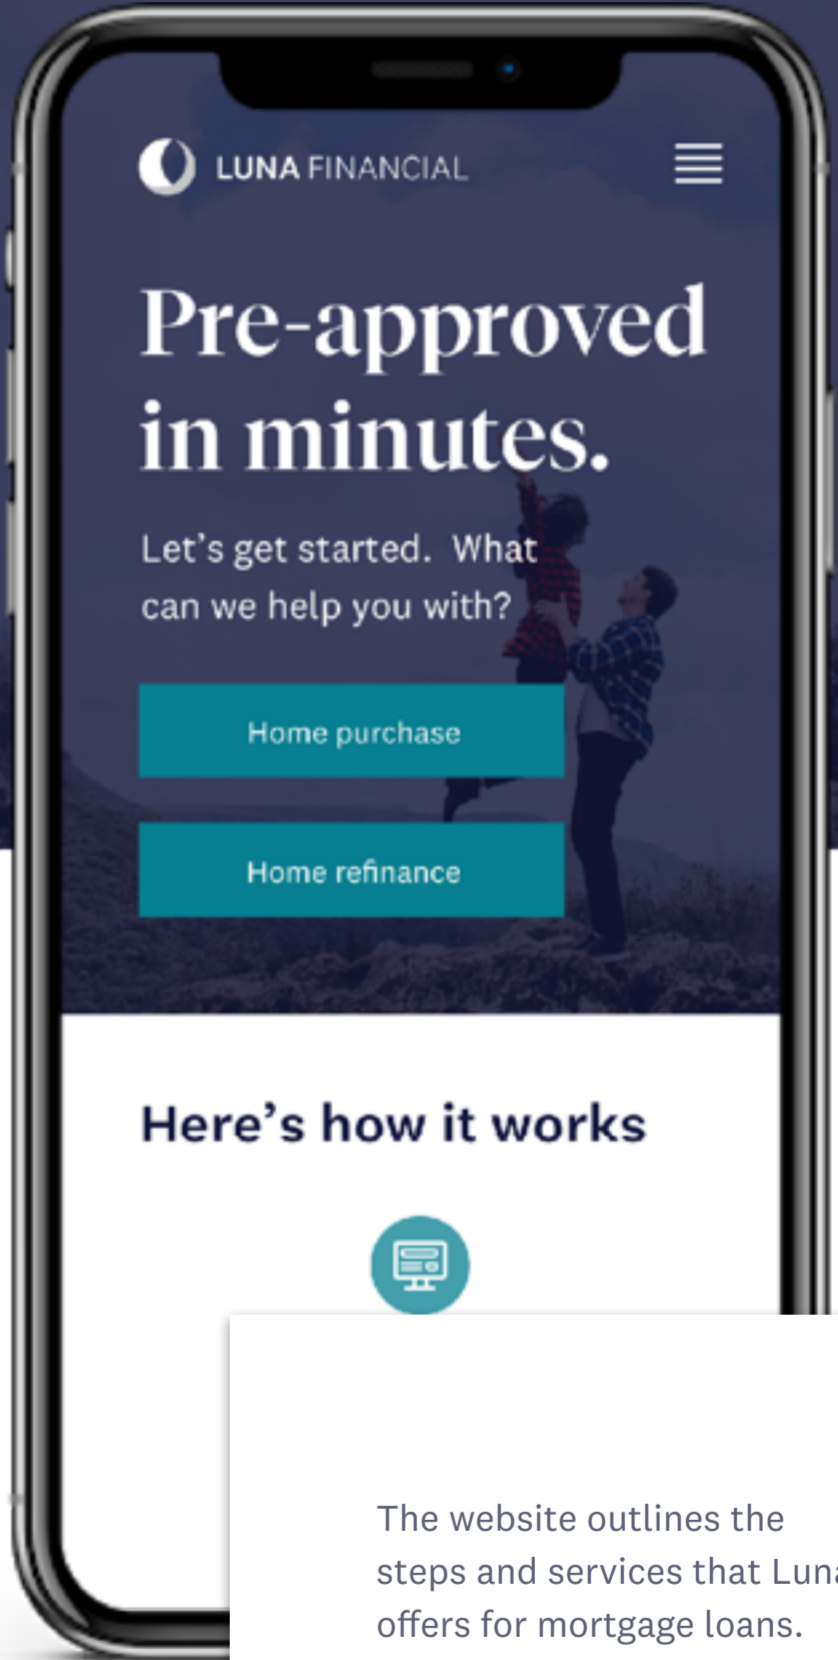 LUNA FINANCIAL
Pre-approved
in minutes.
Let’s get started.  What
can we help you with?
Home purchase
Home refinance
Here’s how it works
The website outlines the
steps and services that Luna
offers for mortgage loans.